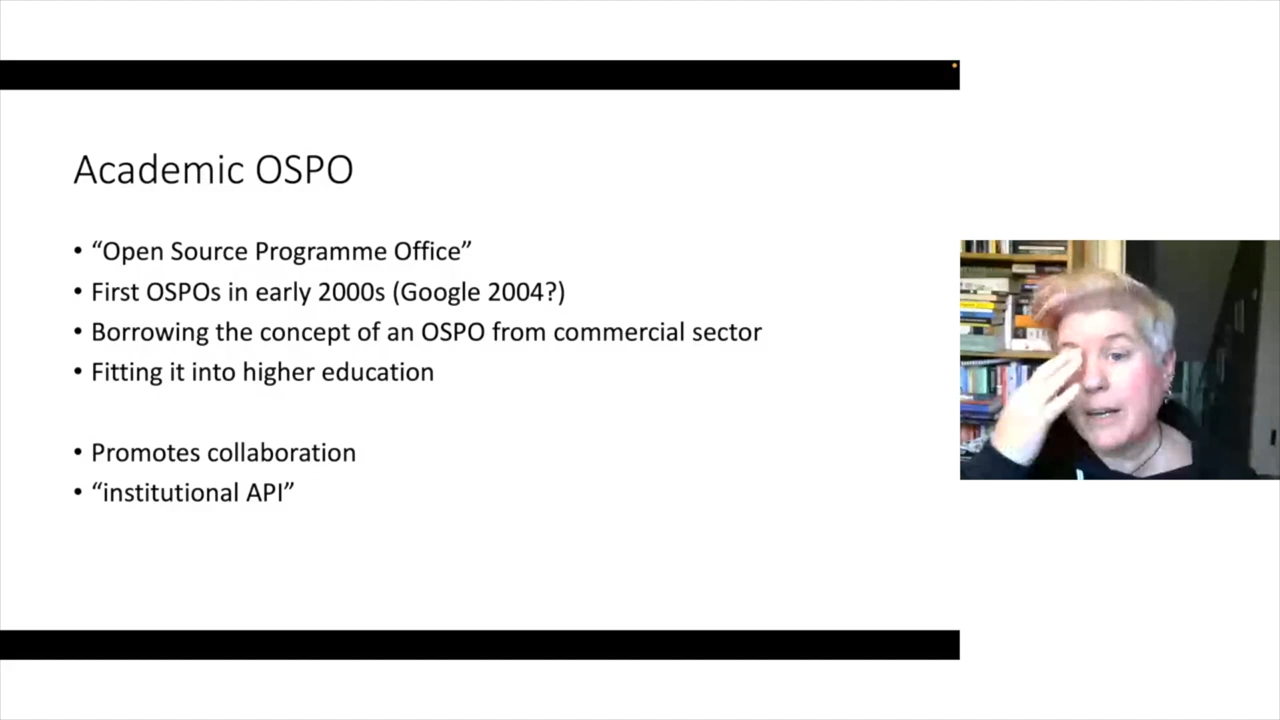 Academic OSPO
• “Open Source Programme Office”
• First OSPOs in early 2000s (Google 2004?)
• Borrowing the concept of an OSPO from commercial sector
• Fitting it into higher education
• Promotes collaboration
• “institutional API”